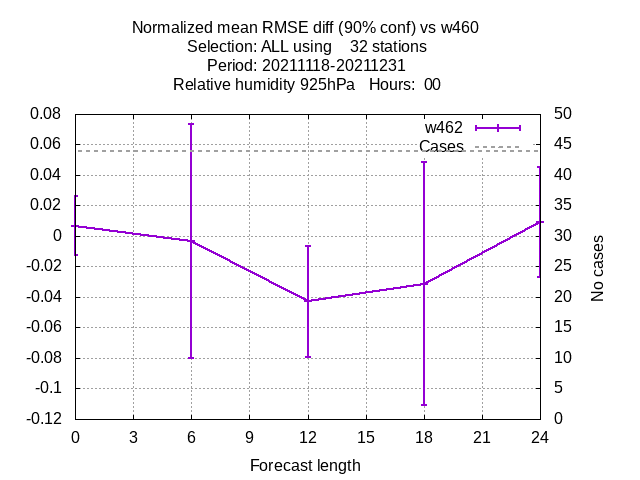 Normalized mean RMSE diff (90% conf) vs w460
Selection: ALL using    32 stations
Period: 20211118-20211231
Relative humidity 925hPa   Hours:  00
w462
Cases
0.08
0.06
0.04
0.02
0
-0.02
-0.04
-0.06
-0.08
-0.1
-0.12
50
45
40
35
30
25
20
15
10
5
0
No cases
0 3 6 9 12 15 18 21 24
Forecast length